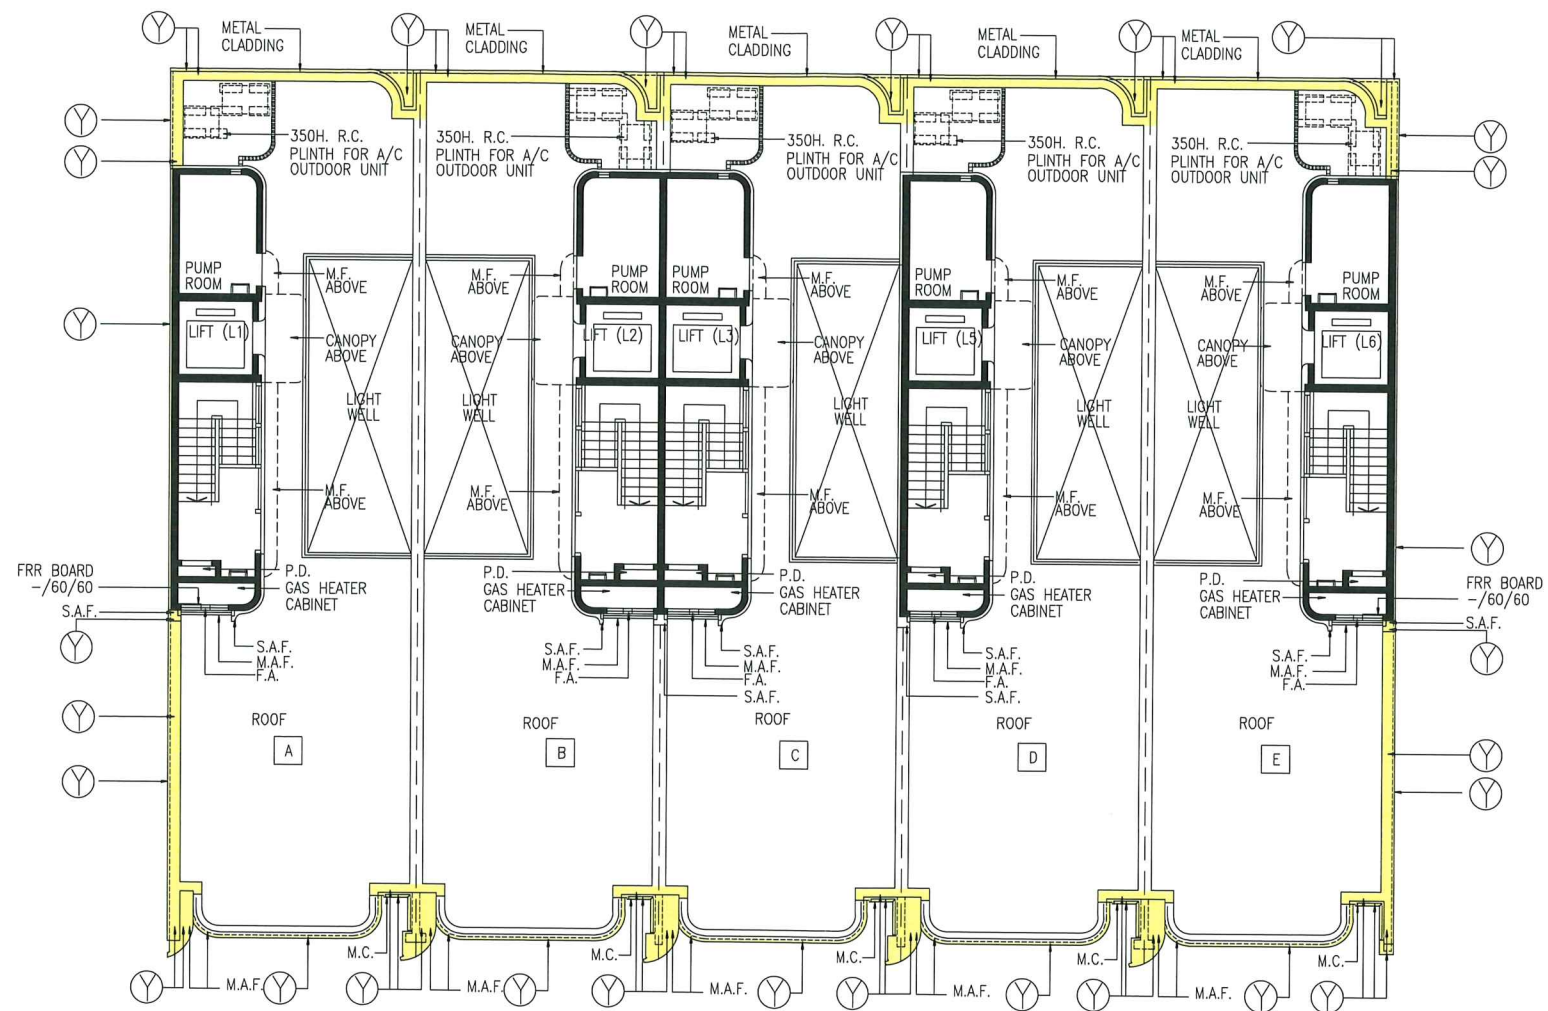 Y
METAL
CLADDING
Y
METAL
CLADDING
Y
METAL
CLADDING
Y
METAL
CLADDING
Y
METAL
CLADDING
Y
Y
Y
Y
Y
350H. R.C.
PLINTH FOR A/C
OUTDOOR UNIT
350H. R.C.
PLINTH FOR A/C
OUTDOOR UNIT
350H. R.C.
PLINTH FOR A/C
OUTDOOR UNIT
350H. R.C.
PLINTH FOR A/C
OUTDOOR UNIT
350H. R.C.
PLINTH FOR A/C
OUTDOOR UNIT
PUMP
ROOM
M.F.
ABOVE
M.F.
ABOVE
PUMP
ROOM
PUMP
ROOM
M.F.
ABOVE
PUMP
ROOM
M.F.
ABOVE
M.F.
ABOVE
PUMP
ROOM
Y
LIFT (L1)
CANOPY
ABOVE
CANOPY
ABOVE
LIFT (L2)
LIFT (L3)
CANOPY
ABOVE
LIFT (L5)
CANOPY
ABOVE
CANOPY
ABOVE
LIFT (L6)
LIGHT
WELL
LIGHT
WELL
LIGHT
WELL
LIGHT
WELL
LIGHT
WELL
M.F.
ABOVE
M.F.
ABOVE
M.F.
ABOVE
M.F.
ABOVE
M.F.
ABOVE
Y
FRR BOARD
-/60/60
S.A.F.
Y
P.D.
GAS HEATER
CABINET
P.D.
GAS HEATER
CABINET
P.D.
GAS HEATER
CABINET
P.D.
GAS HEATER
CABINET
P.D.
GAS HEATER
CABINET
FRR BOARD
-/60/60
S.A.F.
Y
S.A.F.
M.A.F.
F.A.
S.A.F.
M.A.F.
F.A.
S.A.F.
M.A.F.
F.A.
S.A.F.
S.A.F.
M.A.F.
F.A.
S.A.F.
S.A.F.
M.A.F.
F.A.
Y
ROOF
A
ROOF
B
ROOF
C
ROOF
D
ROOF
E
Y
Y
Y
M.C.
M.C.
M.C.
M.C.
M.C.
Y
M.A.F.
Y
Y
M.A.F.
Y
Y
M.A.F.
Y
Y
M.A.F.
Y
Y
M.A.F.
Y
Y